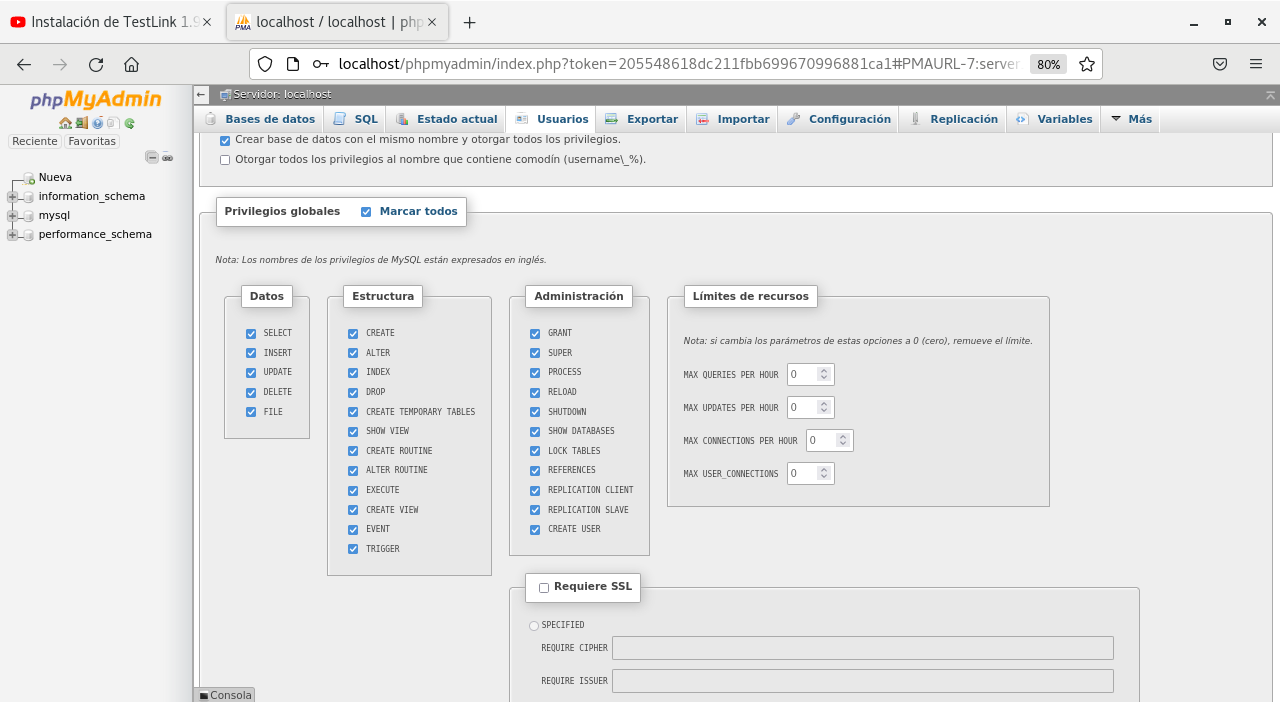 Instalación de TestLink 1.9
localhost / localhost | php
localhost/phpmyadmin/index.php?token=205548618dc211fbb699670996881ca1#PMAURL-7:server
80%
phpMyAdmin
Reciente
Favoritas
Nueva
information_schema
mysql
performance_schema
Servidor: localhost
Bases de datos
SQL
Estado actual
Usuarios
Exportar
Importar
Configuración
Replicación
Variables
Más
Crear base de datos con el mismo nombre y otorgar todos los privilegios.
Otorgar todos los privilegios al nombre que contiene comodín (username\_%).
Privilegios globales
Marcar todos
Nota: Los nombres de los privilegios de MySQL están expresados en inglés.
Datos
SELECT
INSERT
UPDATE
DELETE
FILE
Estructura
CREATE
ALTER
INDEX
DROP
CREATE TEMPORARY TABLES
SHOW VIEW
CREATE ROUTINE
ALTER ROUTINE
EXECUTE
CREATE VIEW
EVENT
TRIGGER
Administración
GRANT
SUPER
PROCESS
RELOAD
SHUTDOWN
SHOW DATABASES
LOCK TABLES
REFERENCES
REPLICATION CLIENT
REPLICATION SLAVE
CREATE USER
Límites de recursos
Nota: si cambia los parámetros de estas opciones a 0 (cero), remueve el límite.
MAX QUERIES PER HOUR 0
MAX UPDATES PER HOUR 0
MAX CONNECTIONS PER HOUR 0
MAX USER_CONNECTIONS 0
Requiere SSL
SPECIFIED
REQUIRE CIPHER
REQUIRE ISSUER
Consola